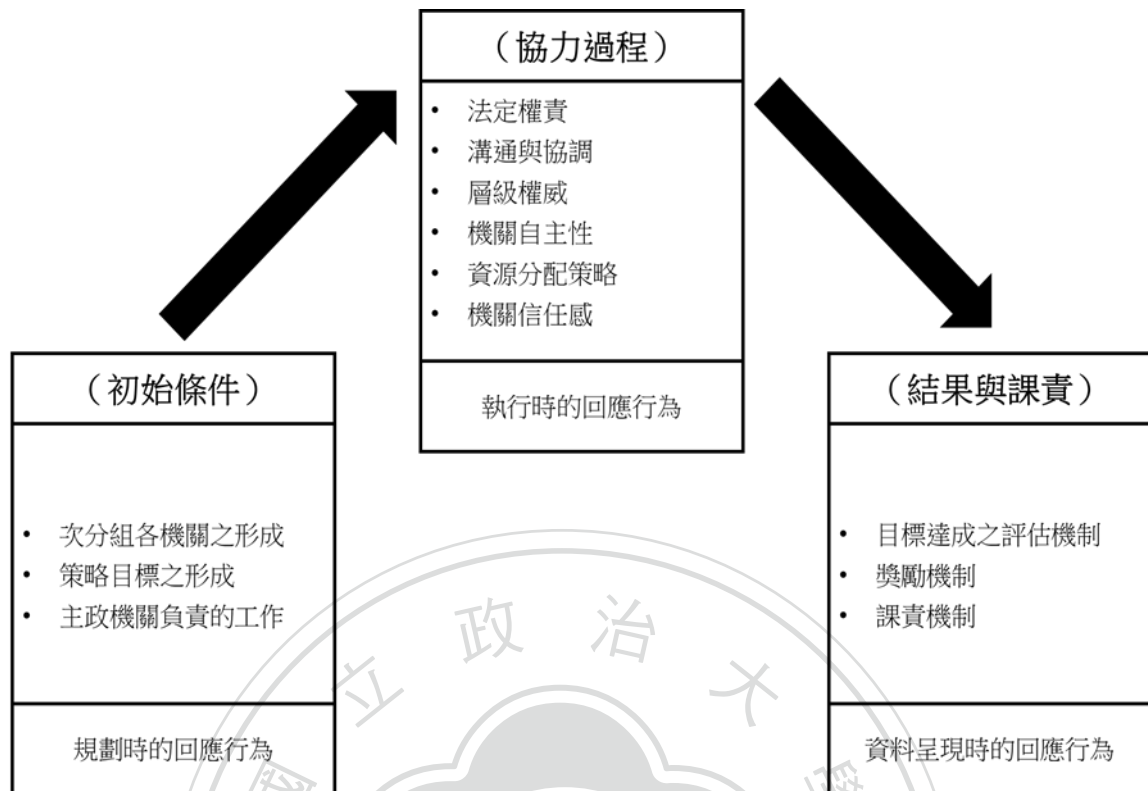 （協力過程）
• 法定權責
• 溝通與協調
• 層級權威
• 機關自主性
• 資源分配策略
• 機關信任感
執行時的回應行為
（初始條件）
• 次分組各機關之形成
• 策略目標之形成
• 主政機關負責的工作
規劃時的回應行為
（結果與課責）
• 目標達成之評估機制
• 獎勵機制
• 課責機制
資料呈現時的回應行為
立政治大